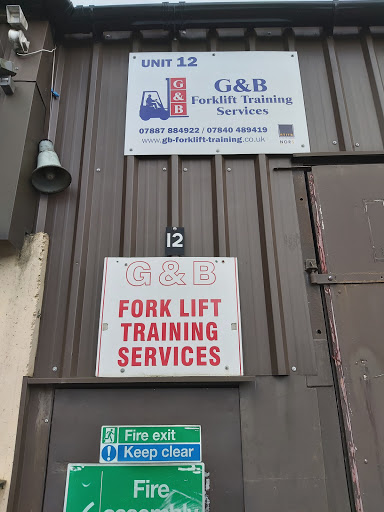 UNIT 12
G&B
Forklift Training
Services
G&B
07887 884922 / 07840 489419
www.gb-forklift-training.co.uk
12
G & B
FORK LIFT
TRAINING
SERVICES
Fire exit
Keep clear
Fire
assembly